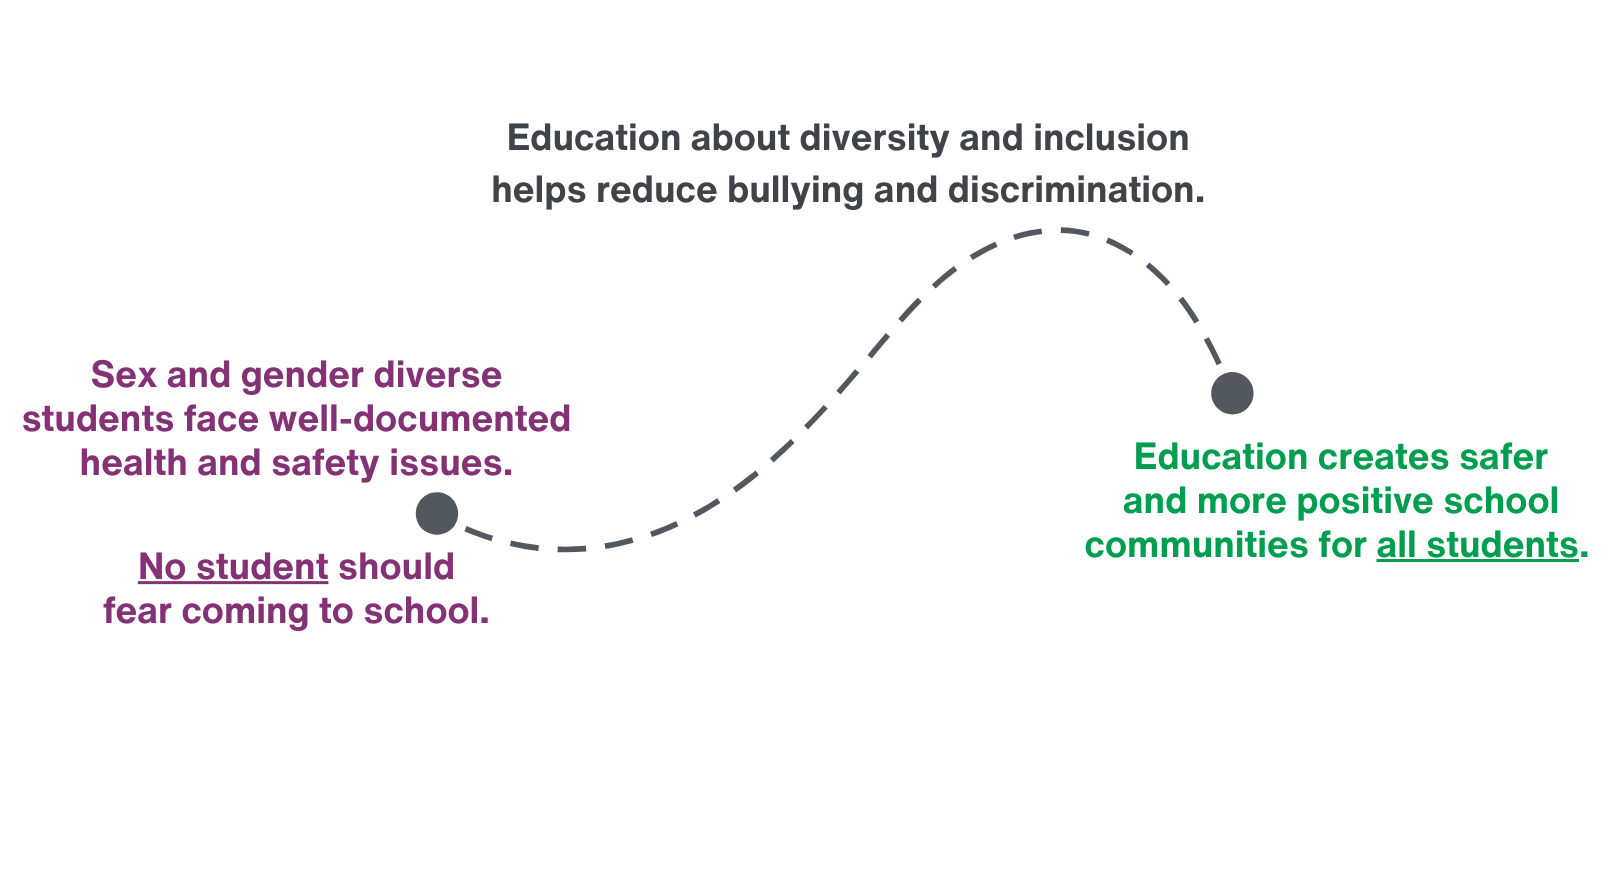 Education about diversity and inclusion
helps reduce bullying and discrimination.
Sex and gender diverse
students face well-documented
health and safety issues.
No student should
fear coming to school.
Education creates safer
and more positive school
communities for all students.